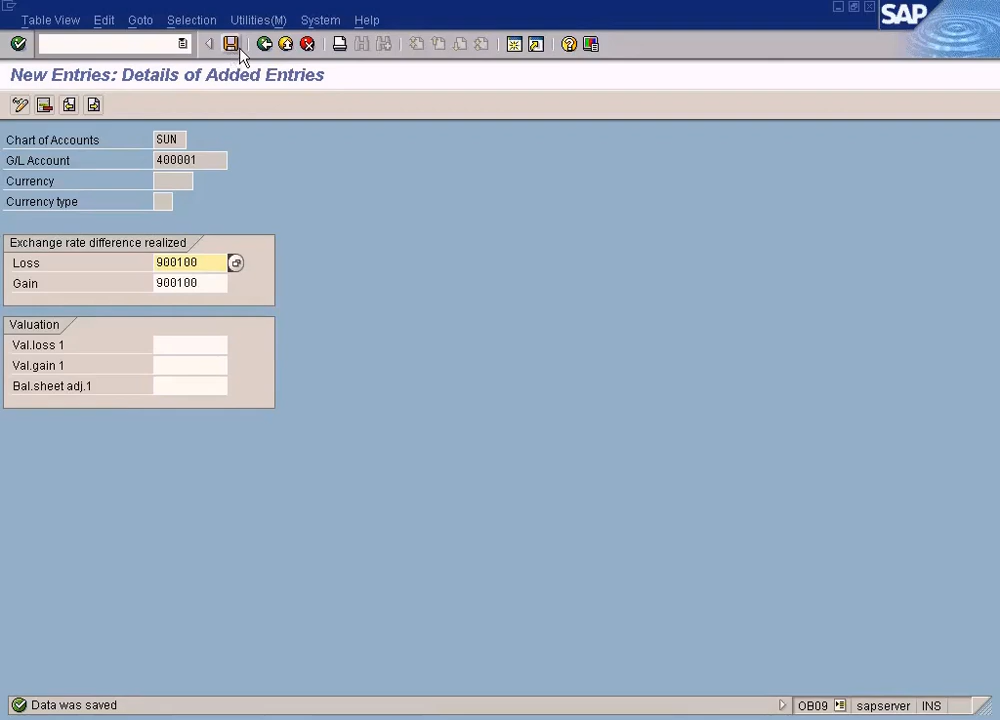 Table View Edit Goto Selection Utilities(M) System Help
SAP
New Entries: Details of Added Entries
Chart of Accounts SUN
G/L Account 400001
Currency
Currency type
Exchange rate difference realized
Loss 900100
Gain 900100
Valuation
Val.loss 1
Val.gain 1
Bal.sheet adj.1
Data was saved OB09 sapserver INS